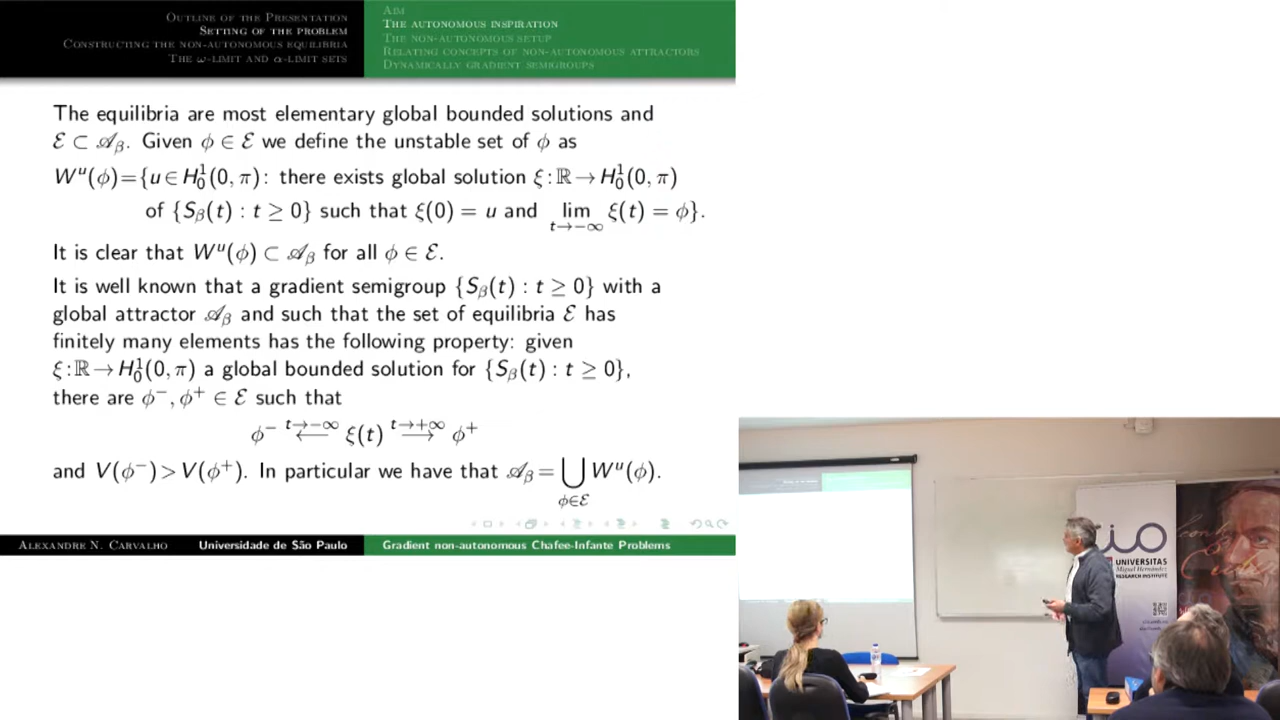 OUTLINE OF THE PRESENTATION
SETTING OF THE PROBLEM
CONSTRUCTING THE NON-AUTONOMOUS EQUILIBRIA
THE ω-LIMIT AND α-LIMIT SETS
AIM
THE AUTONOMOUS INSPIRATION
THE NON-AUTONOMOUS SETUP
RELATING CONCEPTS OF NON-AUTONOMOUS ATTRACTORS
DYNAMICALLY GRADIENT SEMIGROUPS
The equilibria are most elementary global bounded solutions and
ℰ ⊂ 𝒜_β. Given ϕ ∈ ℰ we define the unstable set of ϕ as
W^u(ϕ)={u∈H^1_0(0, π): there exists global solution ξ:ℝ→H^1_0(0, π)
of {S_β(t) : t ≥ 0} such that ξ(0) = u and lim_{t→−∞} ξ(t) = ϕ}.
It is clear that W^u(ϕ) ⊂ 𝒜_β for all ϕ ∈ ℰ.
It is well known that a gradient semigroup {S_β(t) : t ≥ 0} with a
global attractor 𝒜_β and such that the set of equilibria ℰ has
finitely many elements has the following property: given
ξ:ℝ→H^1_0(0, π) a global bounded solution for {S_β(t) : t ≥ 0},
there are ϕ^−, ϕ^+ ∈ ℰ such that
ϕ^− ⟵^{t→−∞} ξ(t) ⟶^{t→+∞} ϕ^+
and V(ϕ^−)>V(ϕ^+). In particular we have that 𝒜_β=⋃_{ϕ∈ℰ} W^u(ϕ).
ALEXANDRE N. CARVALHO Universidade de São Paulo Gradient non-autonomous Chafee-Infante Problems
io
UNIVERSITAS
Miguel Hernández
RESEARCH INSTITUTE